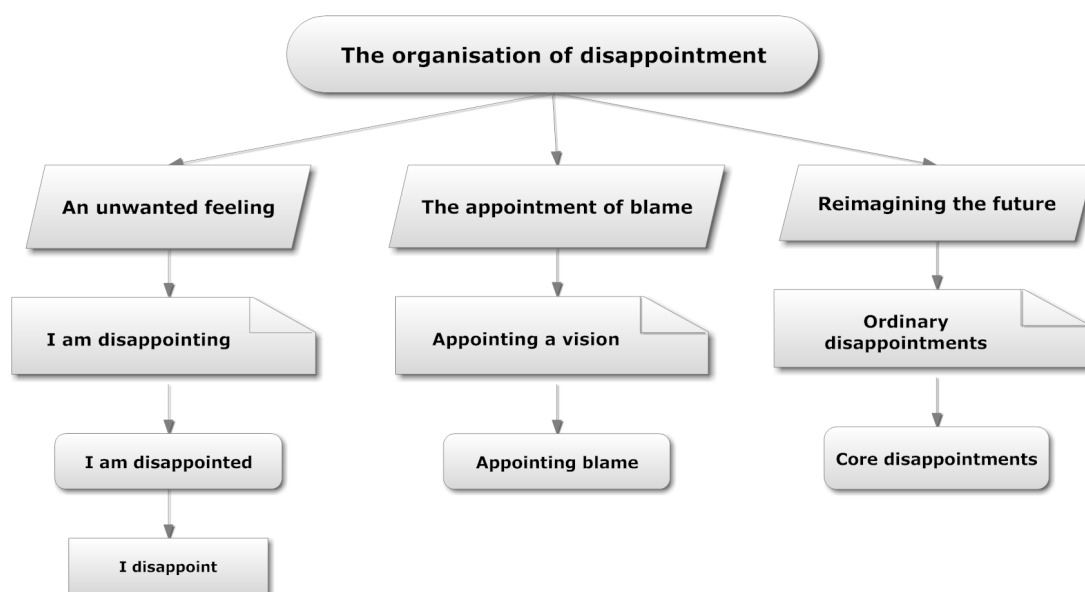 The organisation of disappointment
An unwanted feeling
The appointment of blame
Reimagining the future
I am disappointing
Appointing a vision
Ordinary
disappointments
I am disappointed
Appointing blame
Core disappointments
I disappoint